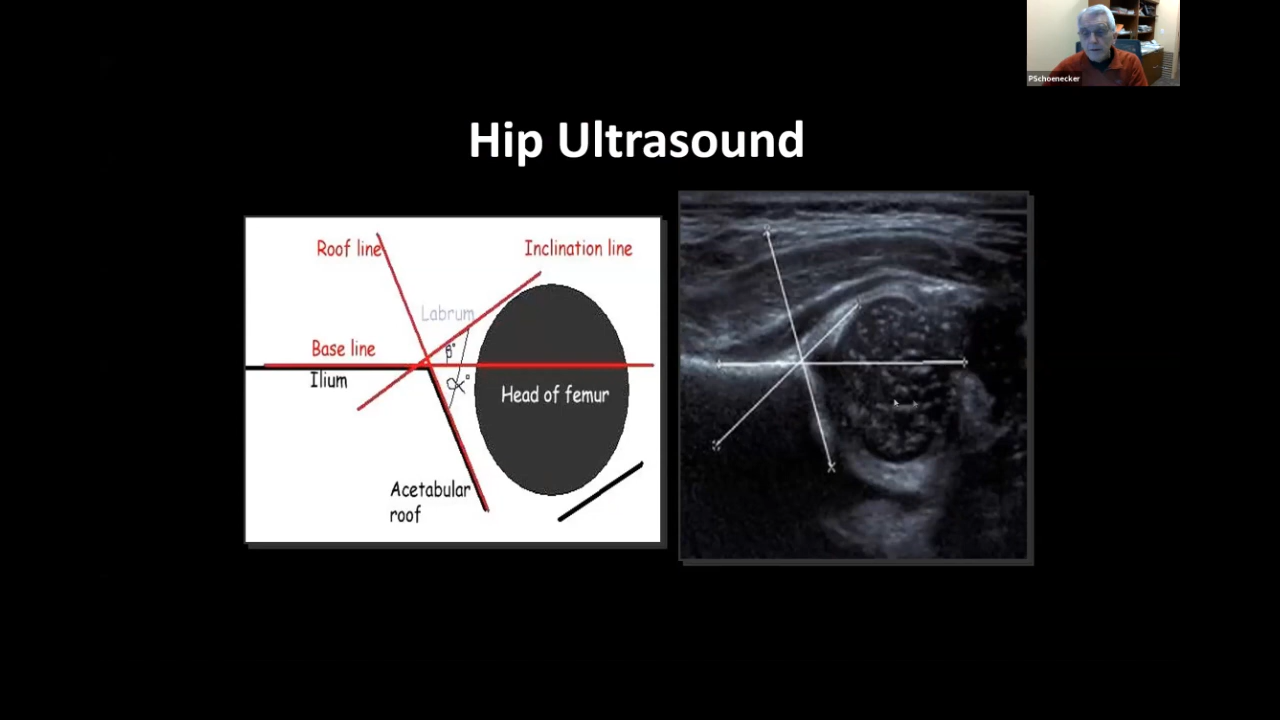 PSchoenecker
Hip Ultrasound
Roof line
Inclination line
Labrum
Base line
β°
Ilium
α°
Head of femur
Acetabular
roof